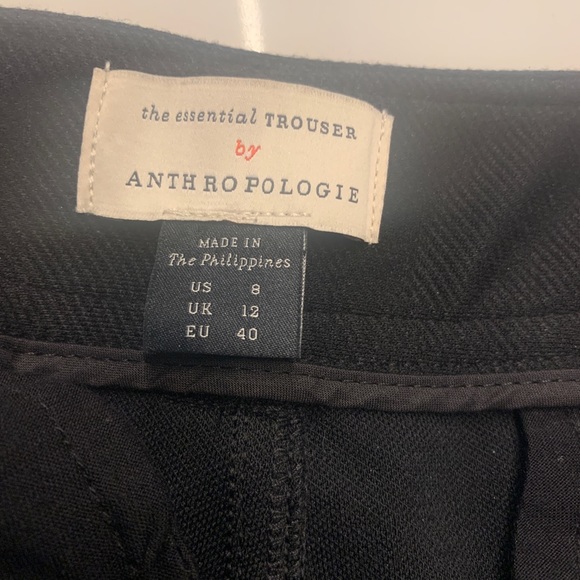 the essential TROUSER
by
ANTHROPOLOGIE
MADE IN
The Philippines
US 8
UK 12
EU 40